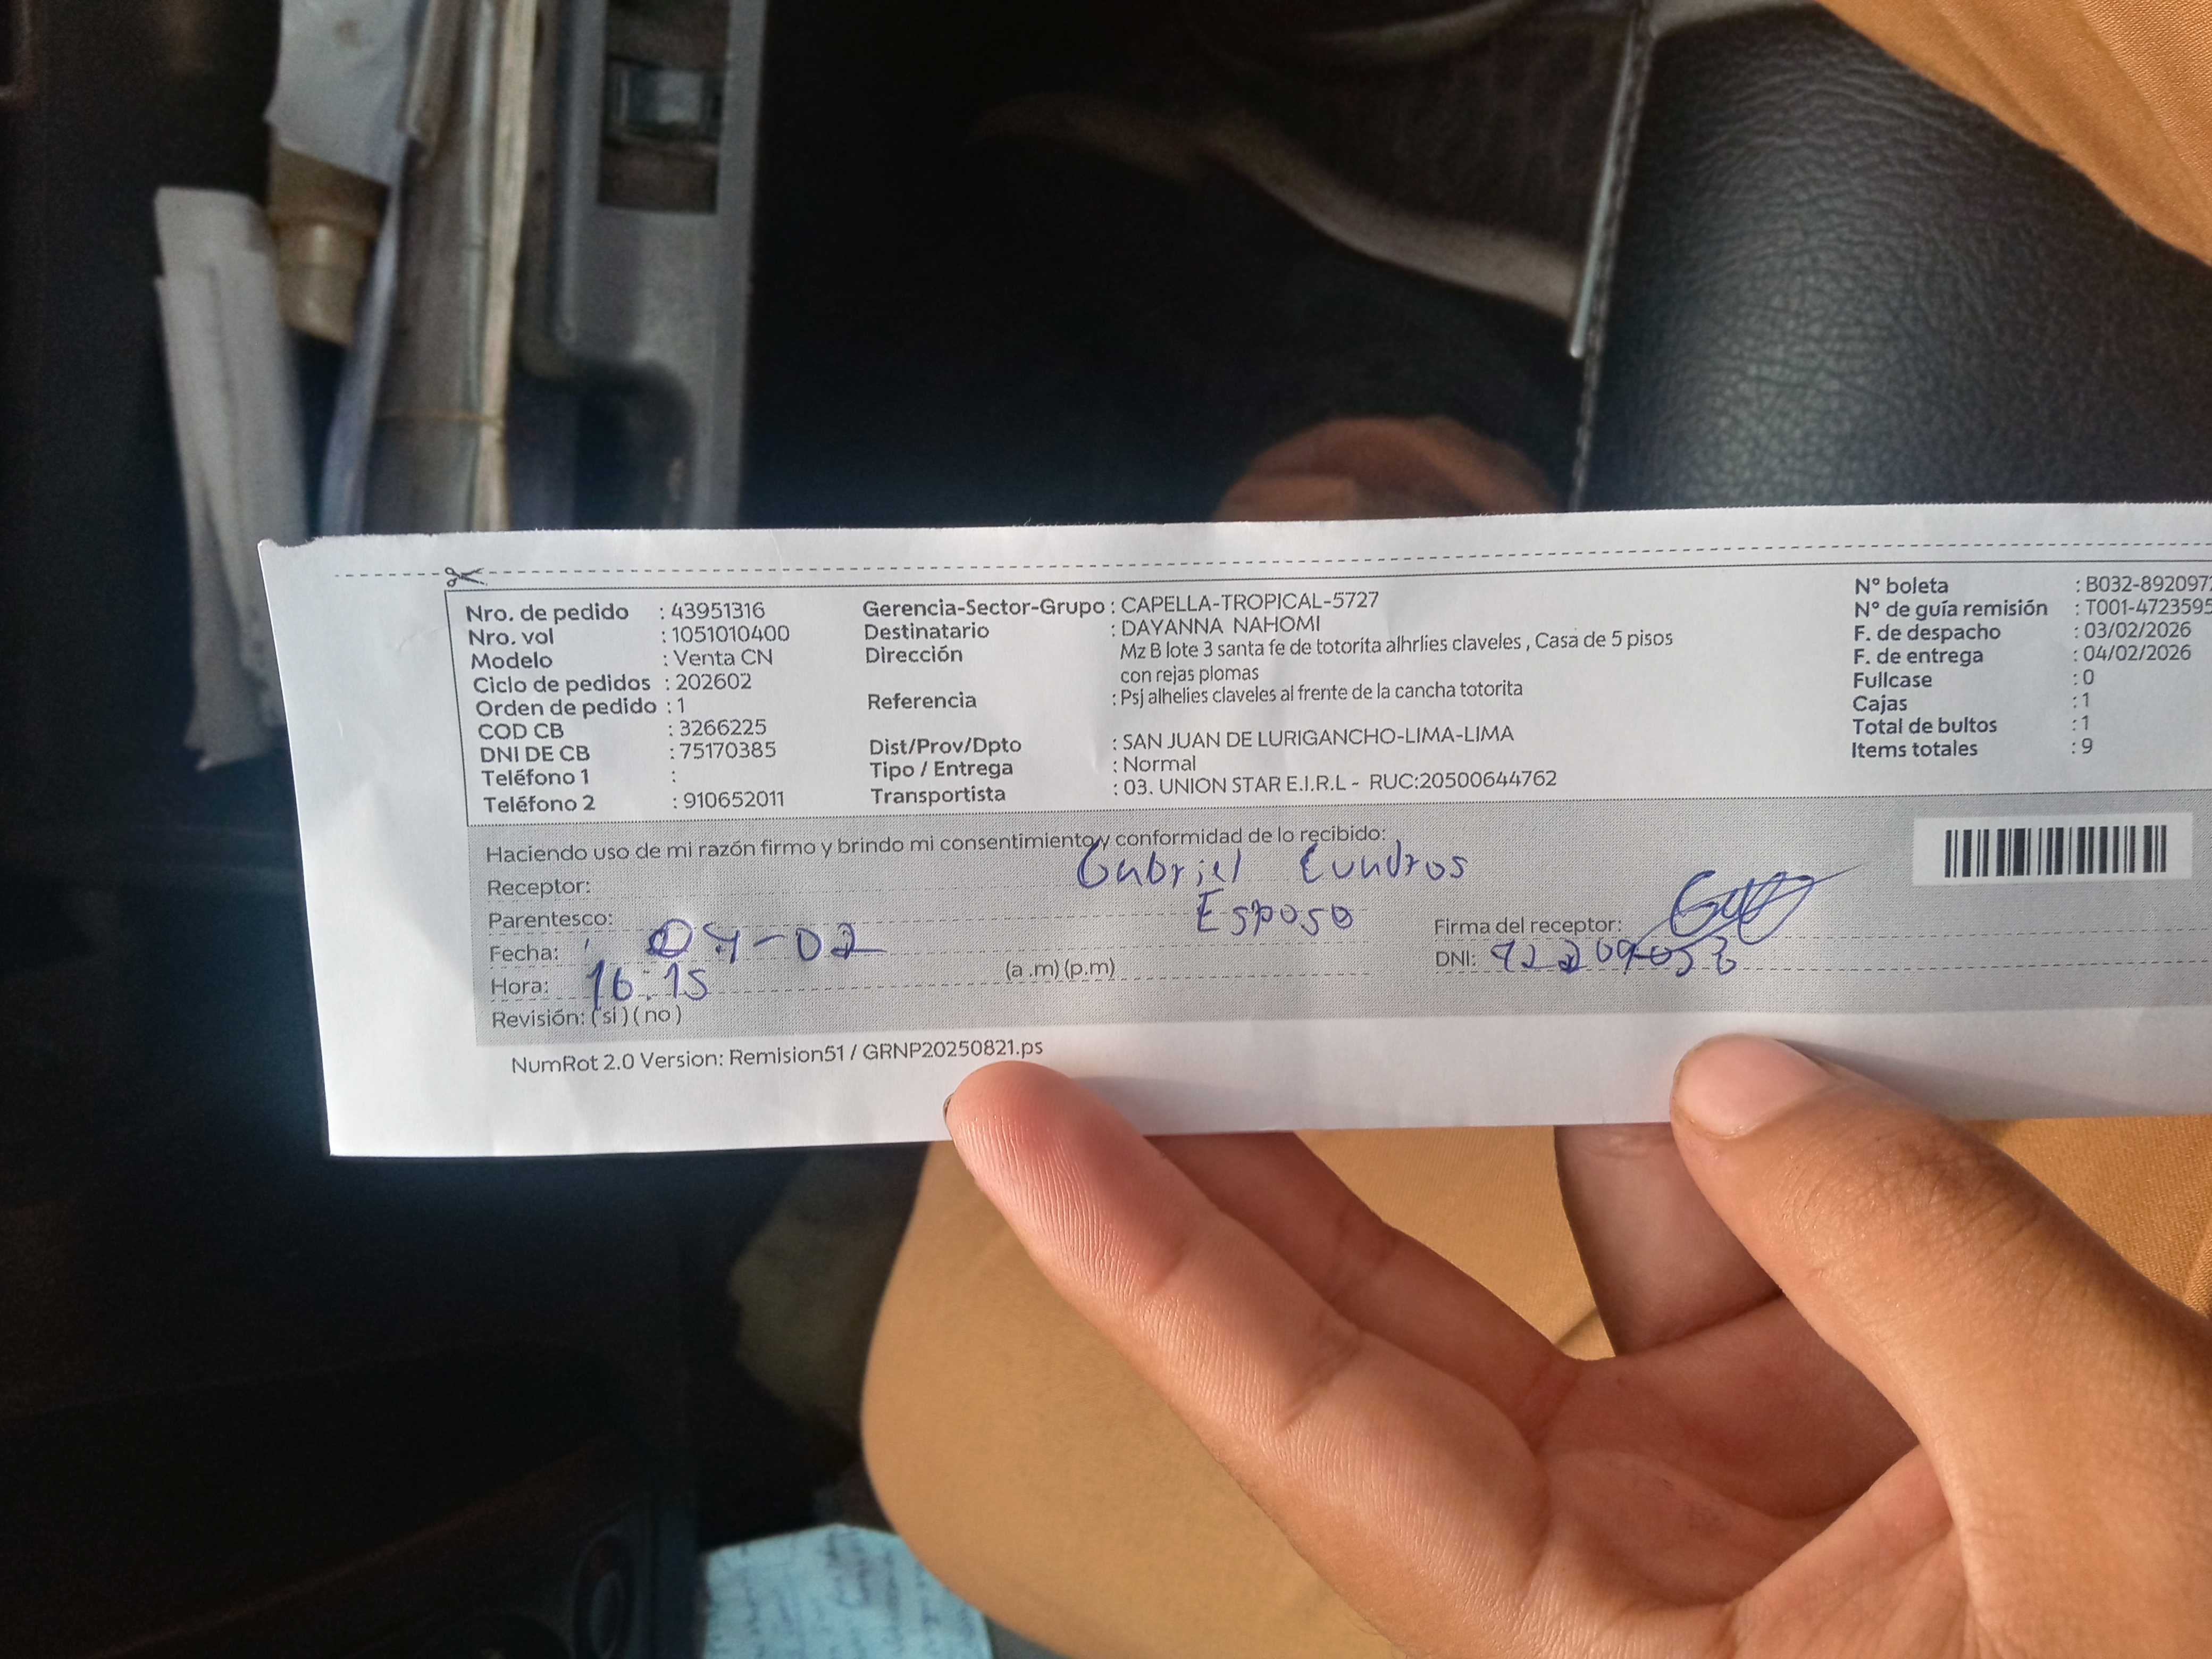 Nro. de pedido : 43951316
Nro. vol : 1051010400
Modelo : Venta CN
Ciclo de pedidos : 202602
Orden de pedido : 1
COD CB : 3266225
DNI DE CB : 75170385
Teléfono 1 :
Teléfono 2 : 910652011
Gerencia-Sector-Grupo : CAPELLA-TROPICAL-5727
Destinatario : DAYANNA NAHOMI
Dirección Mz B lote 3 santa fe de totorita alhrlies claveles , Casa de 5 pisos
con rejas plomas
Referencia : Psj alhelies claveles al frente de la cancha totorita
Dist/Prov/Dpto : SAN JUAN DE LURIGANCHO-LIMA-LIMA
Tipo / Entrega : Normal
Transportista : 03. UNION STAR E.I.R.L - RUC:20500644762
N° boleta : B032-892097
N° de guía remisión : T001-4723595
F. de despacho : 03/02/2026
F. de entrega : 04/02/2026
Fullcase : 0
Cajas : 1
Total de bultos : 1
Items totales : 9
Haciendo uso de mi razón firmo y brindo mi consentimiento y conformidad de lo recibido:
Receptor: Gabriel Cuadros
Parentesco: Esposo
Fecha: 04-02
Hora: 16:15 (a .m) (p.m)
Revisión: ( si ) ( no )
Firma del receptor:
DNI:
NumRot 2.0 Version: Remision51 / GRNP20250821.ps